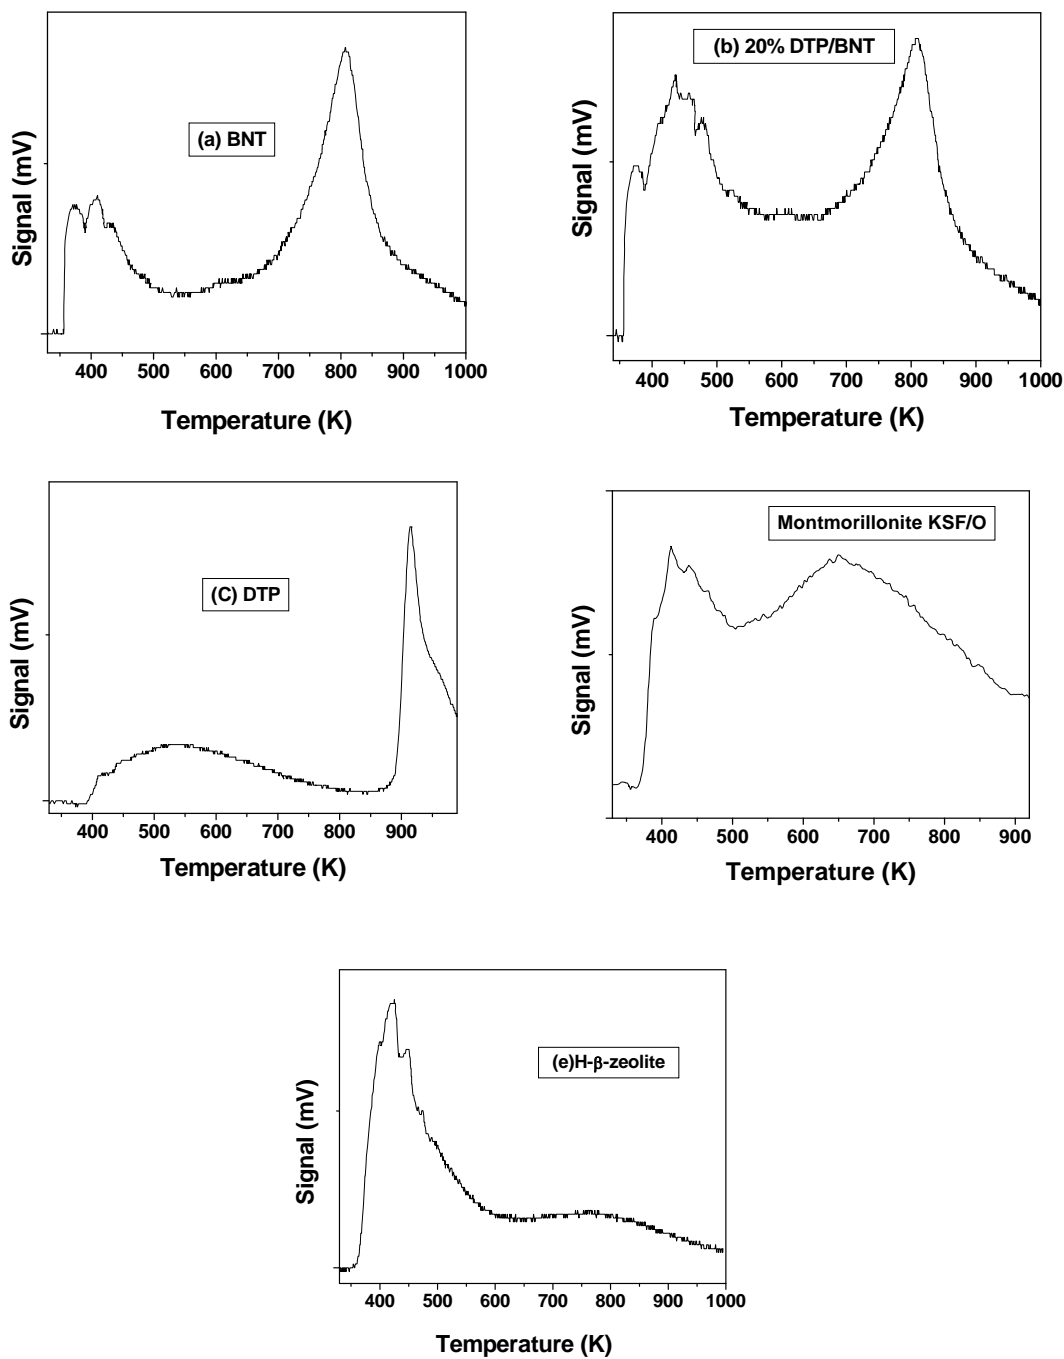 (a) BNT
Signal (mV)
400 500 600 700 800 900 1000
Temperature (K)
(b) 20% DTP/BNT
Signal (mV)
400 500 600 700 800 900 1000
Temperature (K)
(C) DTP
Signal (mV)
400 500 600 700 800 900
Temperature (K)
Montmorillonite KSF/O
Signal (mV)
400 500 600 700 800 900
Temperature (K)
(e)H-β-zeolite
Signal (mV)
400 500 600 700 800 900 1000
Temperature (K)